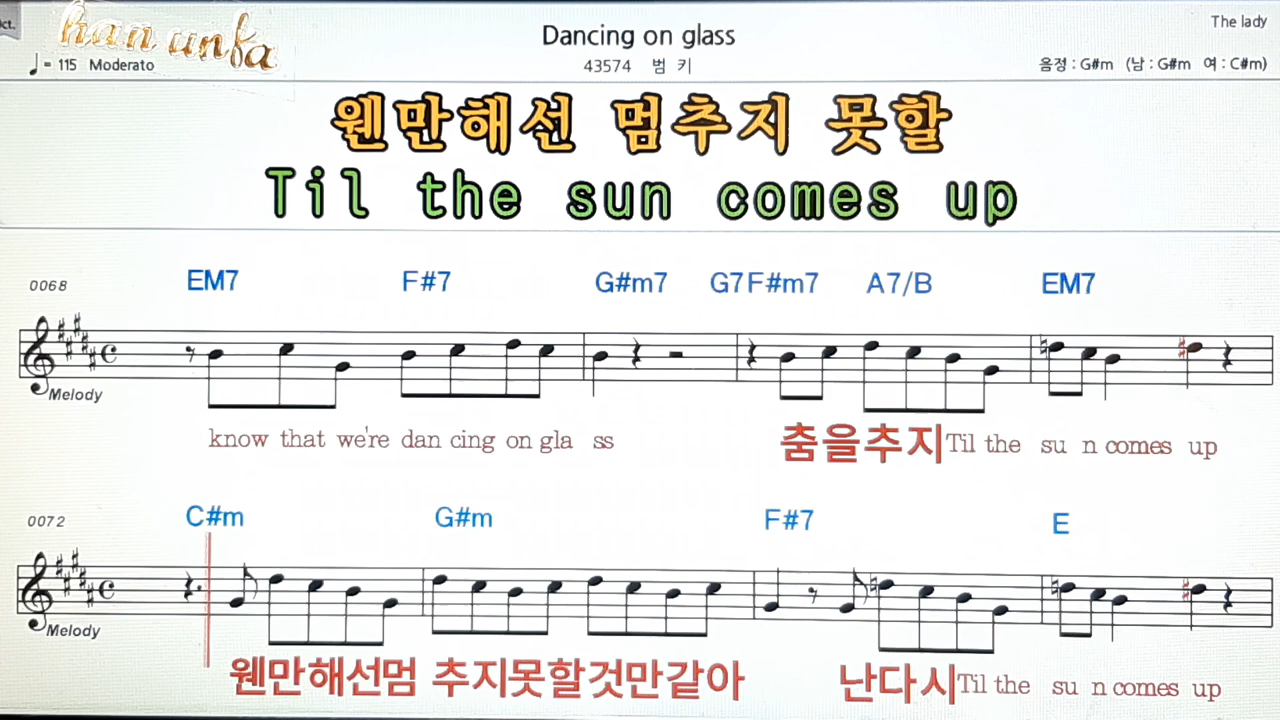 ct.
han unfa
Dancing on glass
The lady
♩= 115 Moderato
43574 범 키
음정 : G#m (남 : G#m 여 : C#m)
웬만해선 멈추지 못할
Til the sun comes up
0068 EM7 F#7 G#m7 G7 F#m7 A7/B EM7
Melody
know that we're dan cing on gla ss 춤을추지 Til the su n comes up
0072 C#m G#m F#7 E
Melody
웬만해선멈 추지못할것만같아 난다시 Til the su n comes up